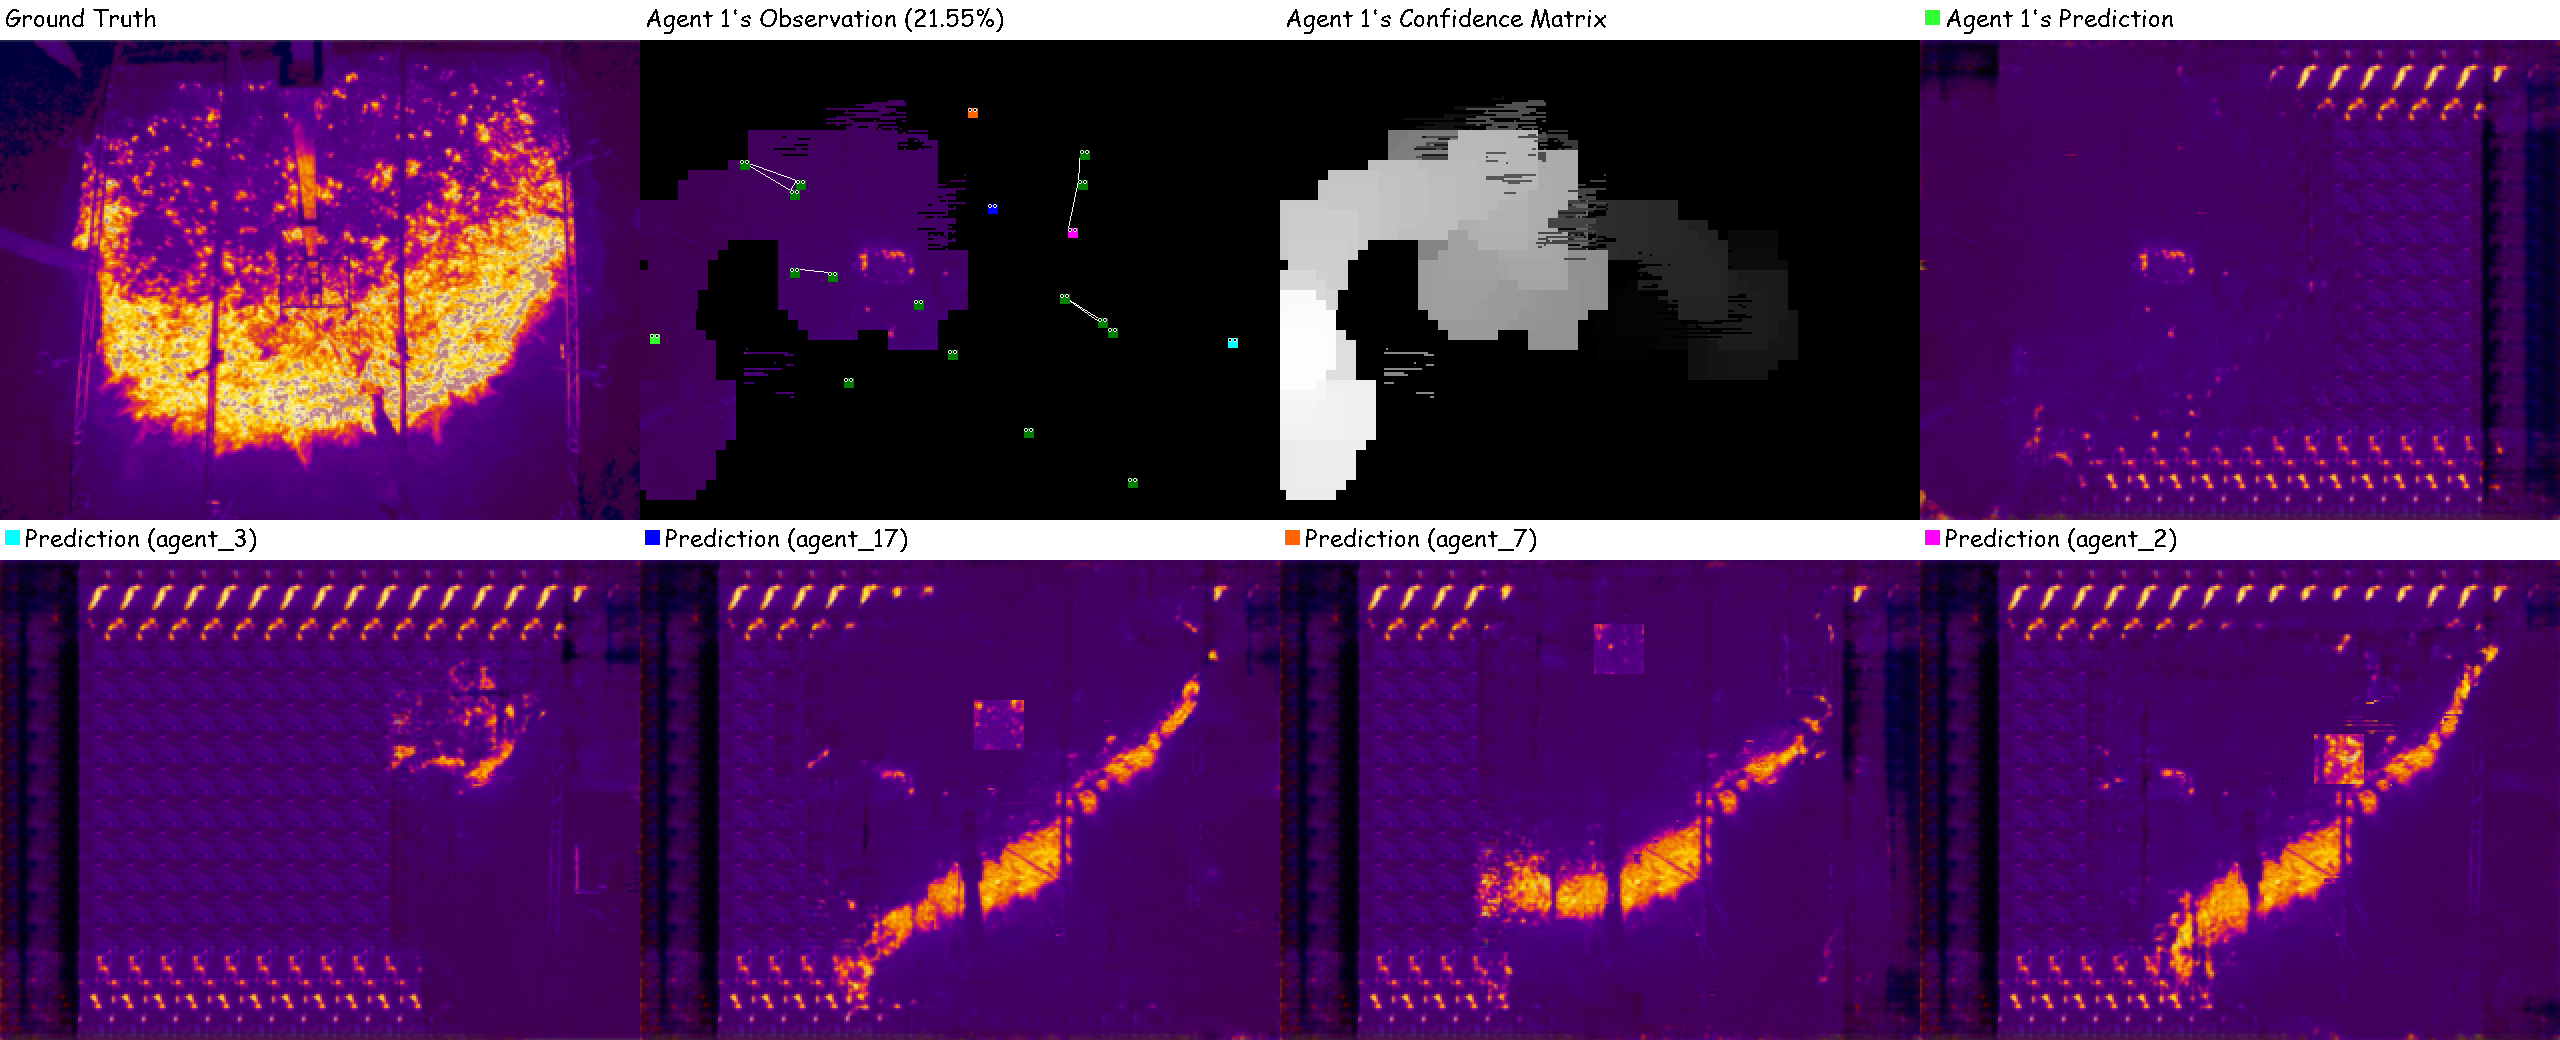 Ground Truth
Agent 1's Observation (21.55%)
Agent 1's Confidence Matrix
Agent 1's Prediction
Prediction (agent_3)
Prediction (agent_17)
Prediction (agent_7)
Prediction (agent_2)